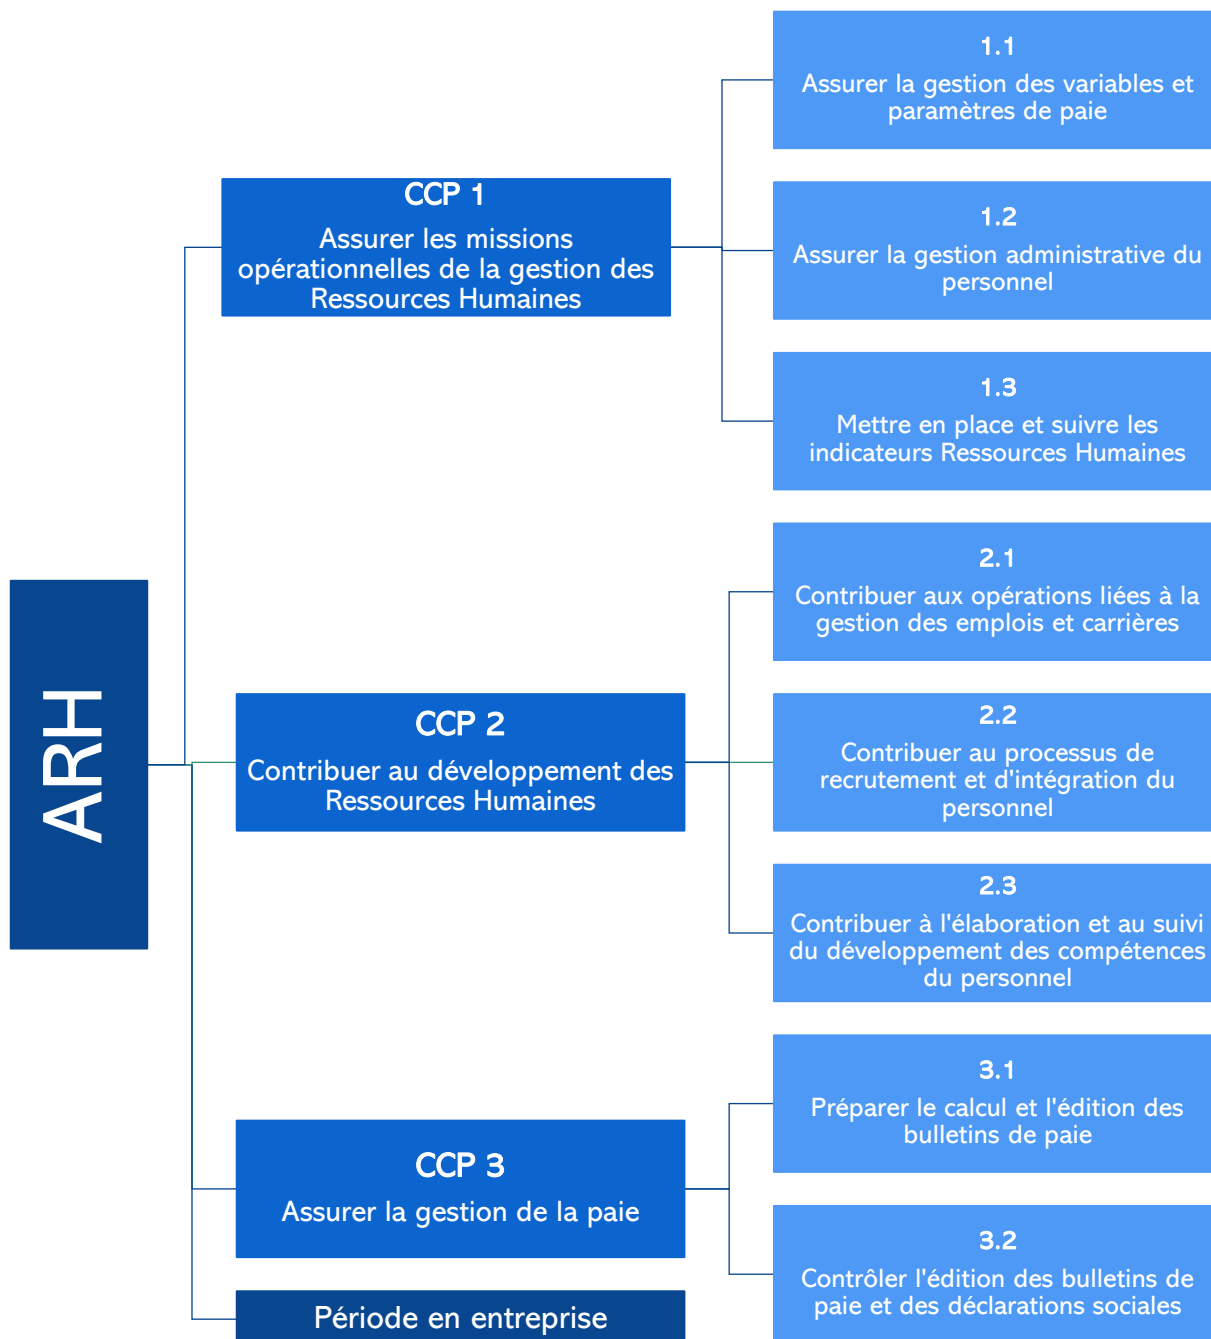 ARH
CCP 1
Assurer les missions
opérationnelles de la gestion des
Ressources Humaines
1.1
Assurer la gestion des variables et
paramètres de paie
1.2
Assurer la gestion administrative du
personnel
1.3
Mettre en place et suivre les
indicateurs Ressources Humaines
CCP 2
Contribuer au développement des
Ressources Humaines
2.1
Contribuer aux opérations liées à la
gestion des emplois et carrières
2.2
Contribuer au processus de
recrutement et d'intégration du
personnel
2.3
Contribuer à l'élaboration et au suivi
du développement des compétences
du personnel
CCP 3
Assurer la gestion de la paie
3.1
Préparer le calcul et l'édition des
bulletins de paie
3.2
Contrôler l'édition des bulletins de
paie et des déclarations sociales
Période en entreprise